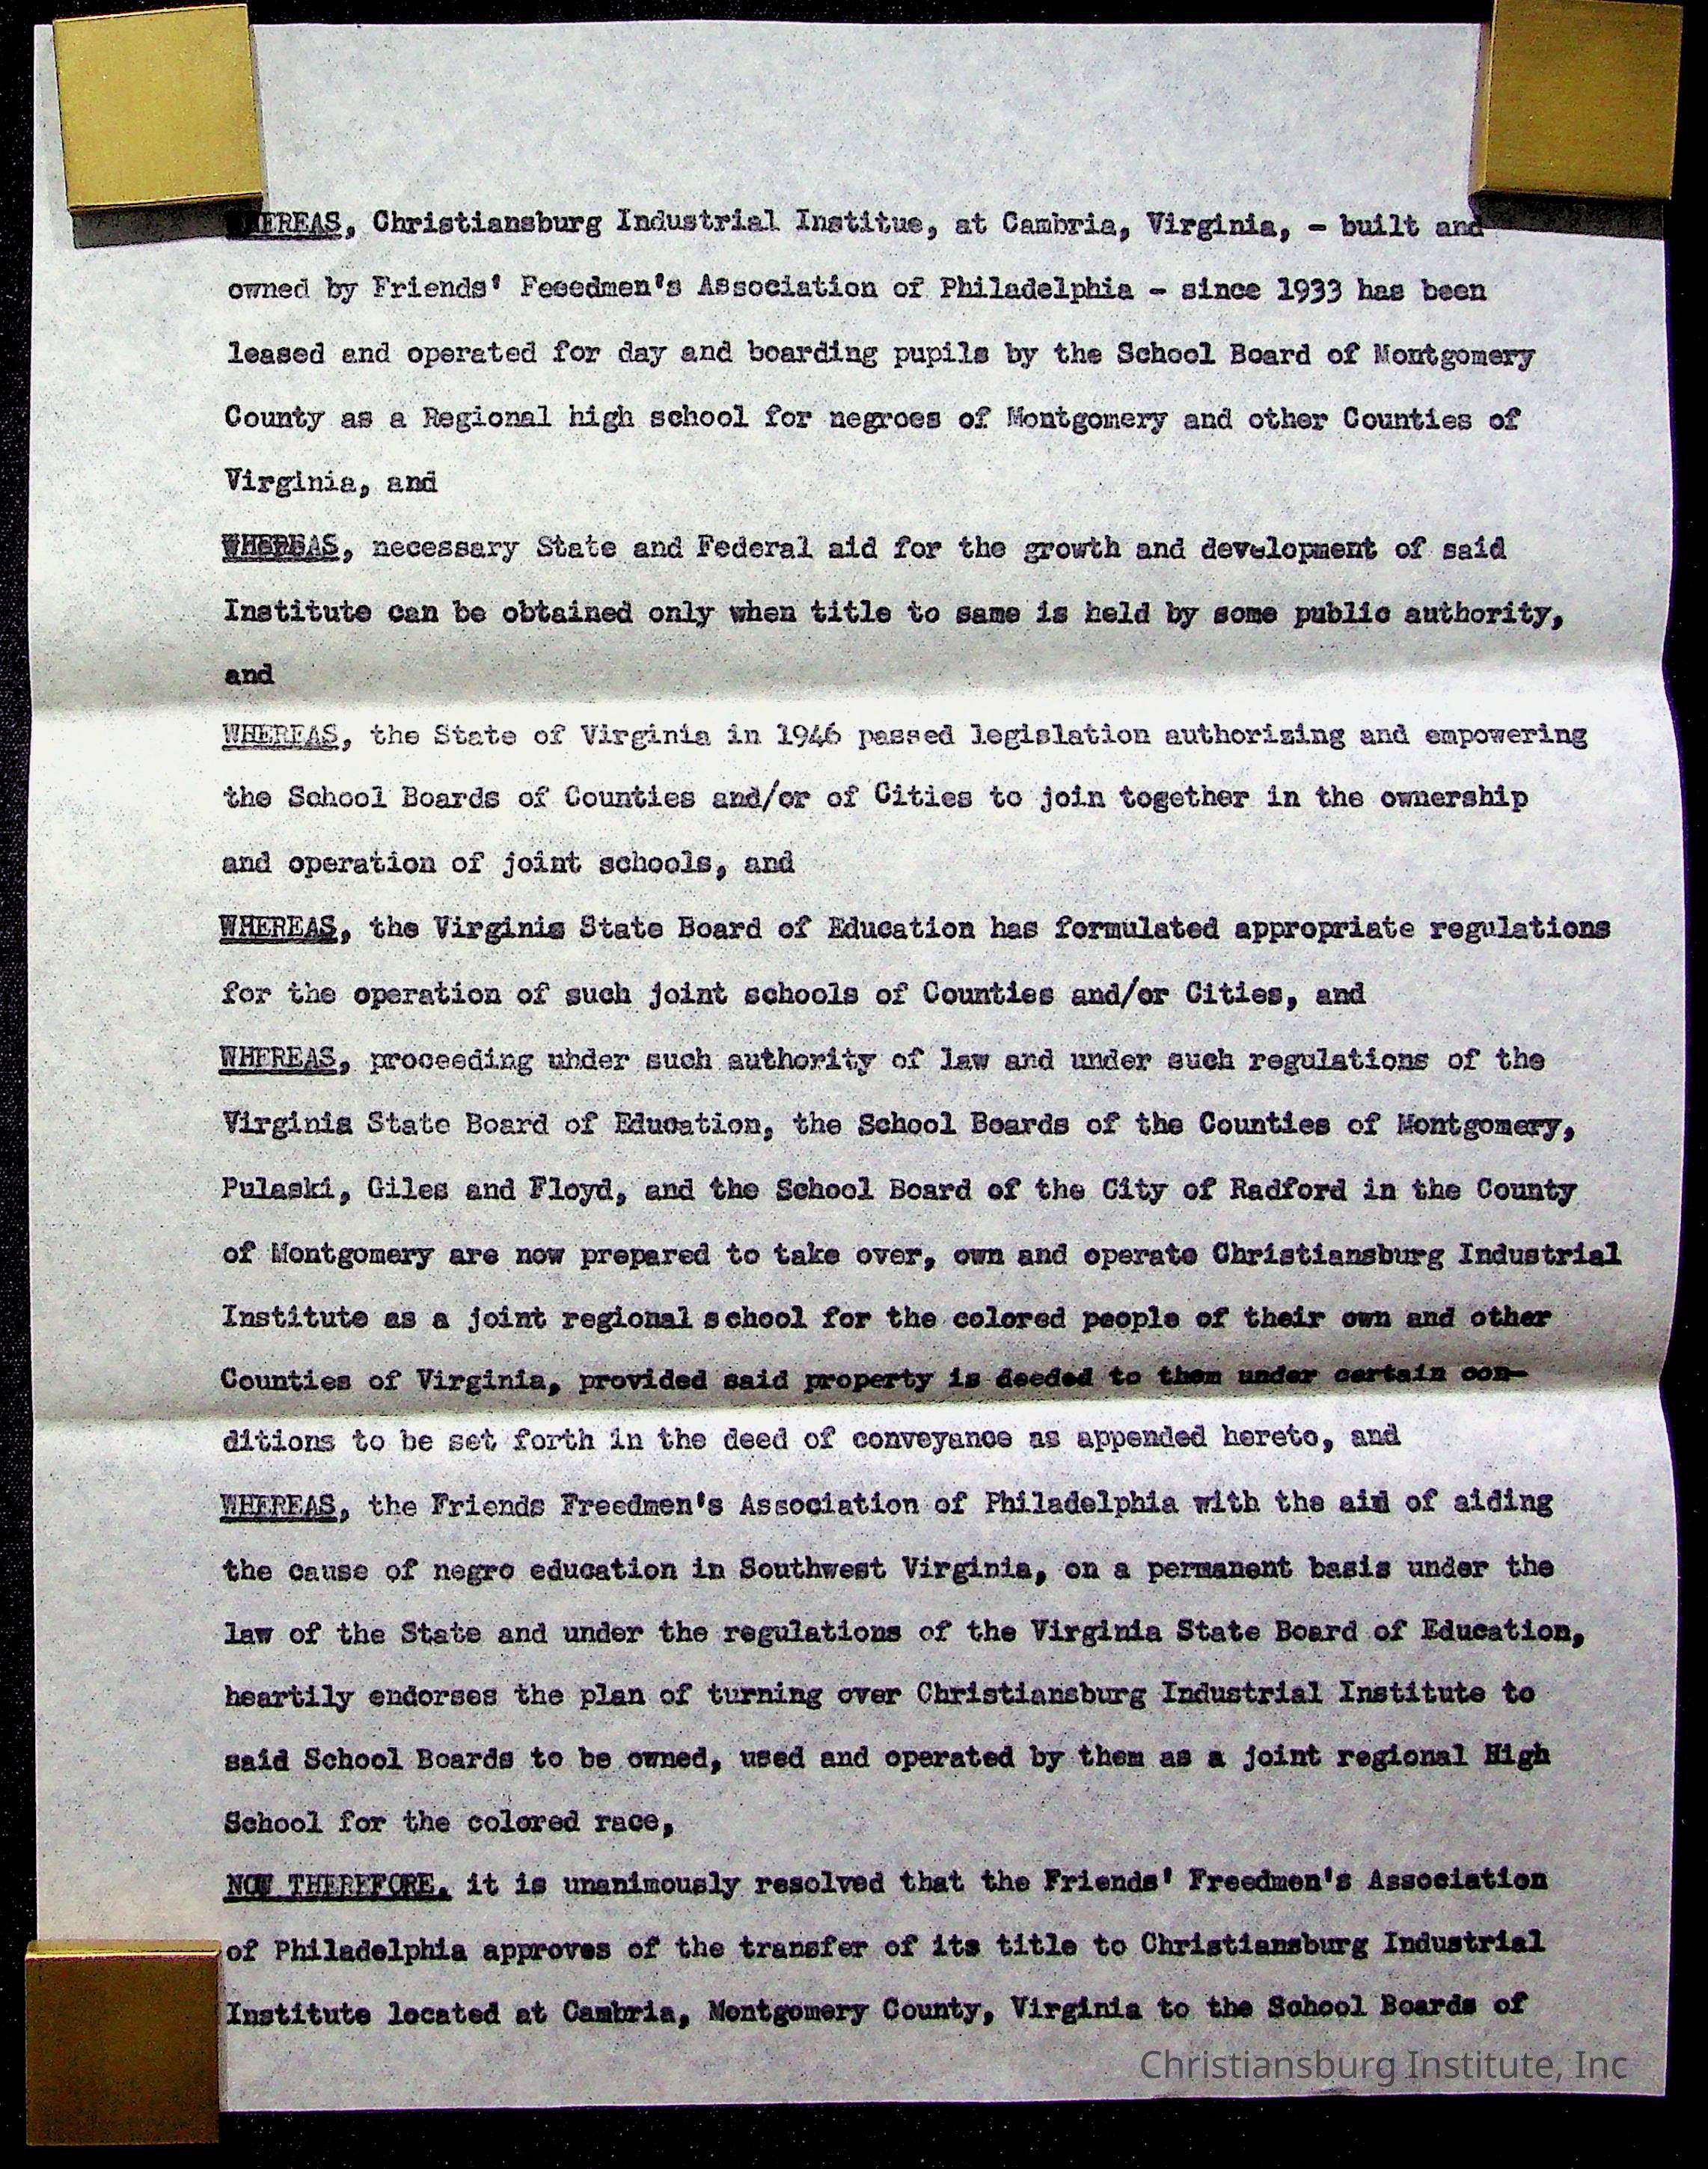 WHEREAS, Christiansburg Industrial Institue, at Cambria, Virginia, - built and
owned by Friends' Feeedmen's Association of Philadelphia - since 1933 has been
leased and operated for day and boarding pupils by the School Board of Montgomery
County as a Regional high school for negroes of Montgomery and other Counties of
Virginia, and
WHEREAS, necessary State and Federal aid for the growth and development of said
Institute can be obtained only when title to same is held by some public authority,
and
WHEREAS, the State of Virginia in 1946 passed legislation authorizing and empowering
the School Boards of Counties and/or of Cities to join together in the ownership
and operation of joint schools, and
WHEREAS, the Virginia State Board of Education has formulated appropriate regulations
for the operation of such joint schools of Counties and/or Cities, and
WHEREAS, proceeding uhder such authority of law and under such regulations of the
Virginia State Board of Education, the School Boards of the Counties of Montgomery,
Pulaski, Giles and Floyd, and the School Board of the City of Radford in the County
of Montgomery are now prepared to take over, own and operate Christiansburg Industrial
Institute as a joint regional school for the colored people of their own and other
Counties of Virginia, provided said property is deeded to them under certain con-
ditions to be set forth in the deed of conveyance as appended hereto, and
WHEREAS, the Friends Freedmen's Association of Philadelphia with the aim of aiding
the cause of negro education in Southwest Virginia, on a permanent basis under the
law of the State and under the regulations of the Virginia State Board of Education,
heartily endorses the plan of turning over Christiansburg Industrial Institute to
said School Boards to be owned, used and operated by them as a joint regional High
School for the colored race,
NOW THEREFORE, it is unanimously resolved that the Friends' Freedmen's Association
of Philadelphia approves of the transfer of its title to Christiansburg Industrial
Institute located at Cambria, Montgomery County, Virginia to the School Boards of
Christiansburg Institute, Inc